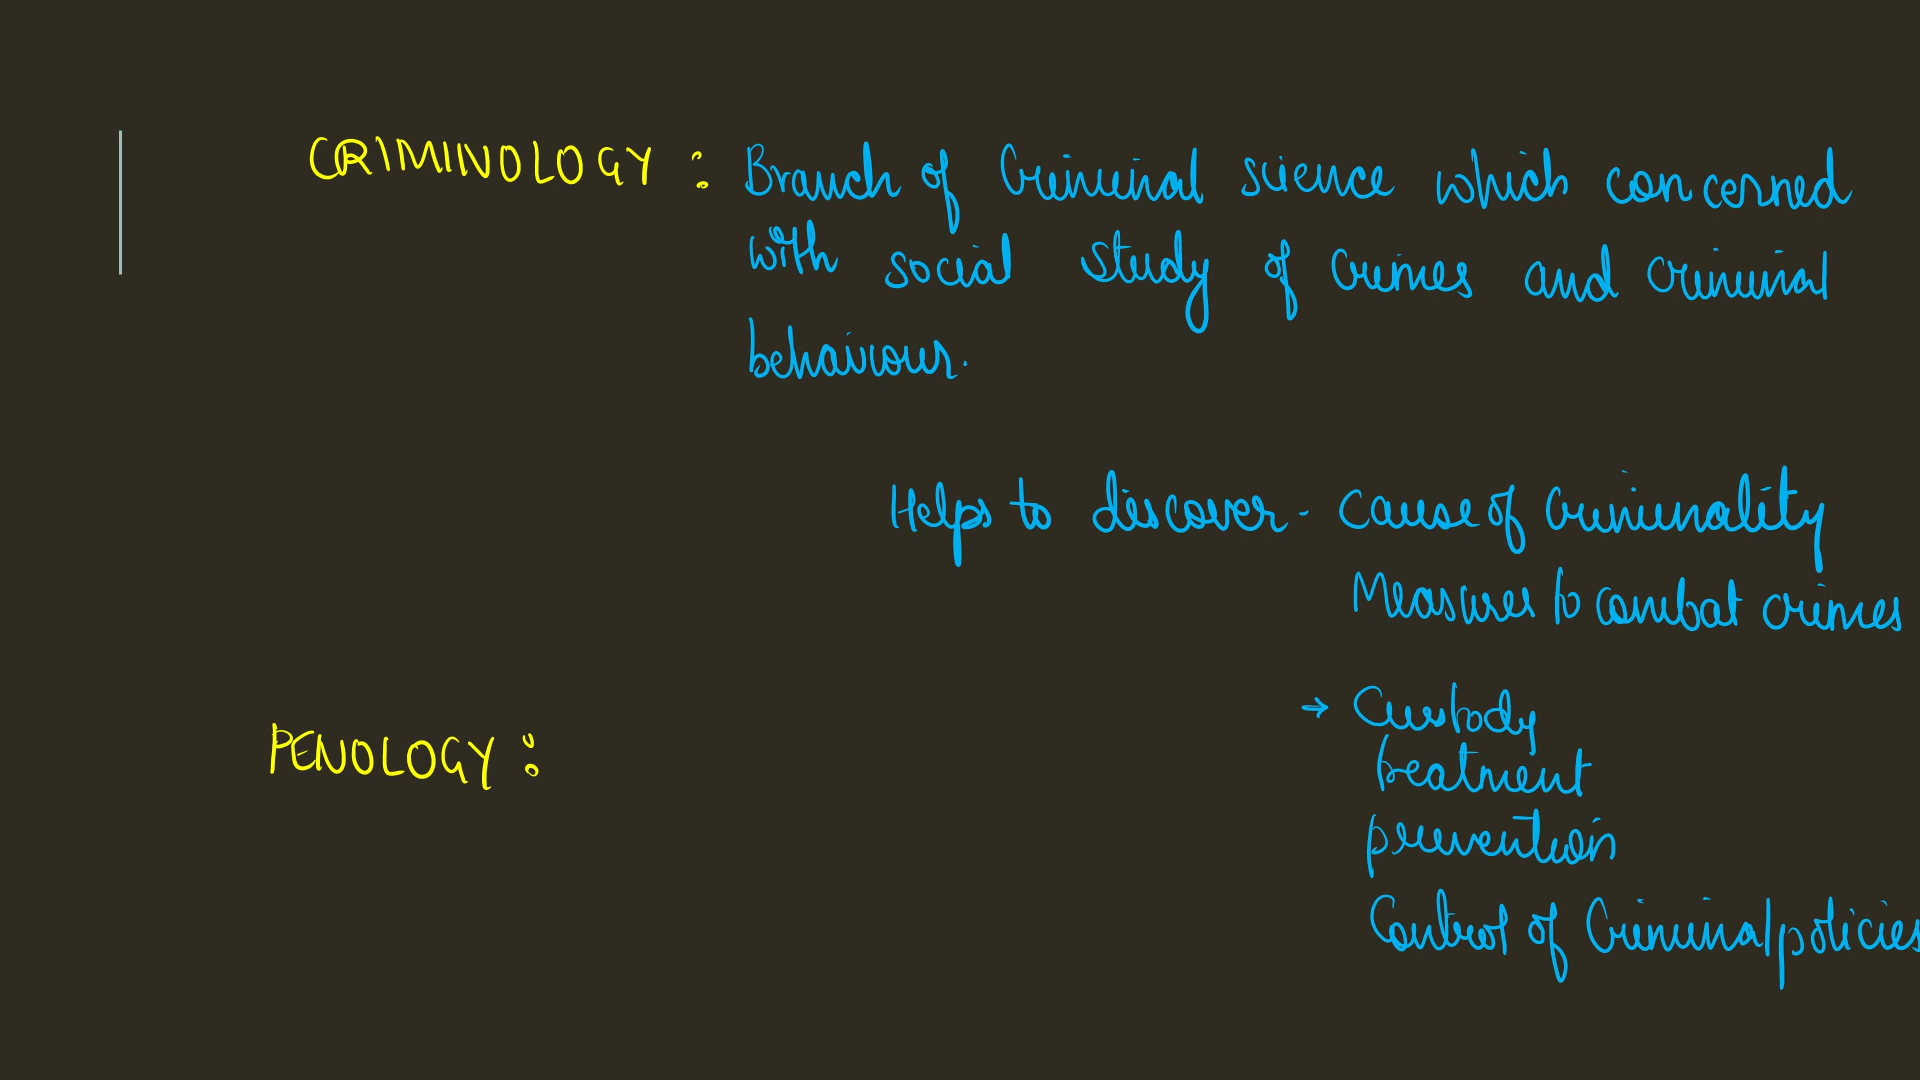 CRIMINOLOGY : Branch of Criminal science which concerned
with social study of crimes and criminal
behaiviour.
Helps to discover - cause of criminality
Measures to combat crimes
→ Custody
treatment
PENOLOGY :
prevention
Control of Criminal policies